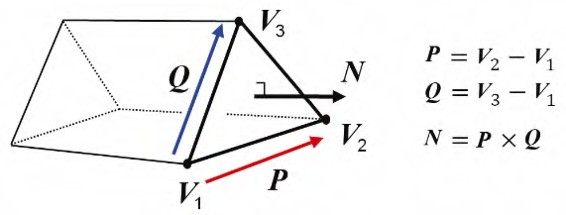 V₃
Q
N
V₂
V₁
P
P = V₂ − V₁
Q = V₃ − V₁
N = P × Q